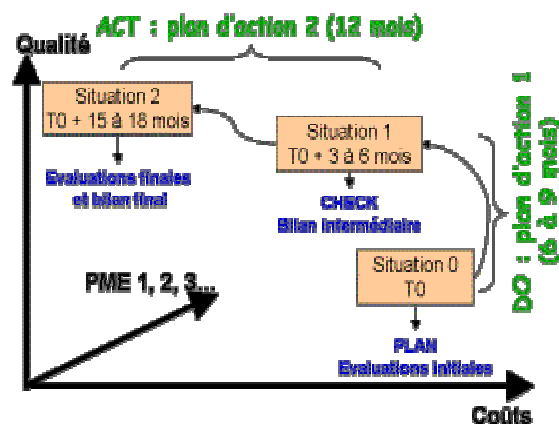 ACT : plan d'action 2 (12 mois)
Qualité
Situation 2
T0 + 15 à 18 mois
Situation 1
T0 + 3 à 6 mois
Evaluations finales
et bilan final
CHECK
Bilan intermédiaire
DO : plan d'action 1
(6 à 9 mois)
Situation 0
T0
PME 1, 2, 3...
PLAN
Evaluations initiales
Coûts